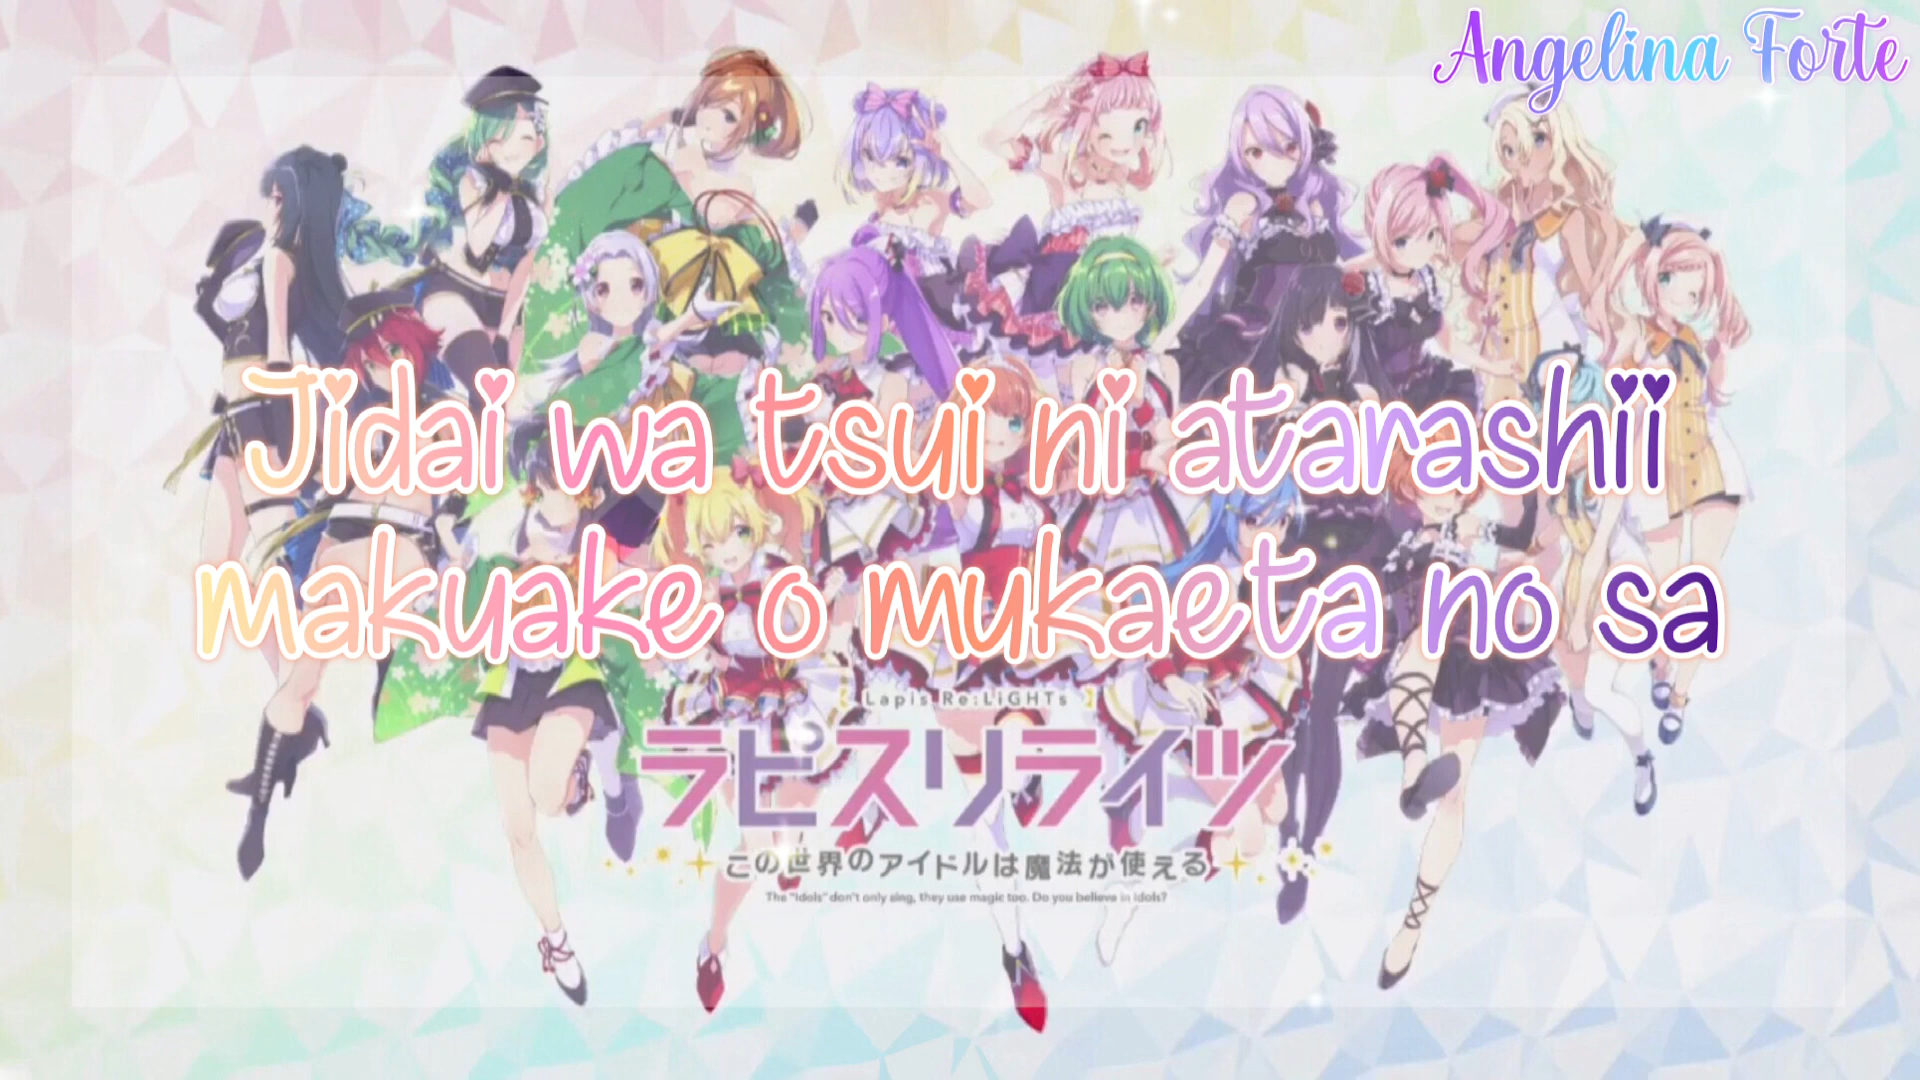 Angelina Forte
Jidai wa tsui ni atarashii
makuake o mukaeta no sa
Lapis Re:LiGHTs
ラピスリライツ
この世界のアイドルは魔法が使える
The "Idols" don't only sing, they use magic too. Do you believe in Idols?